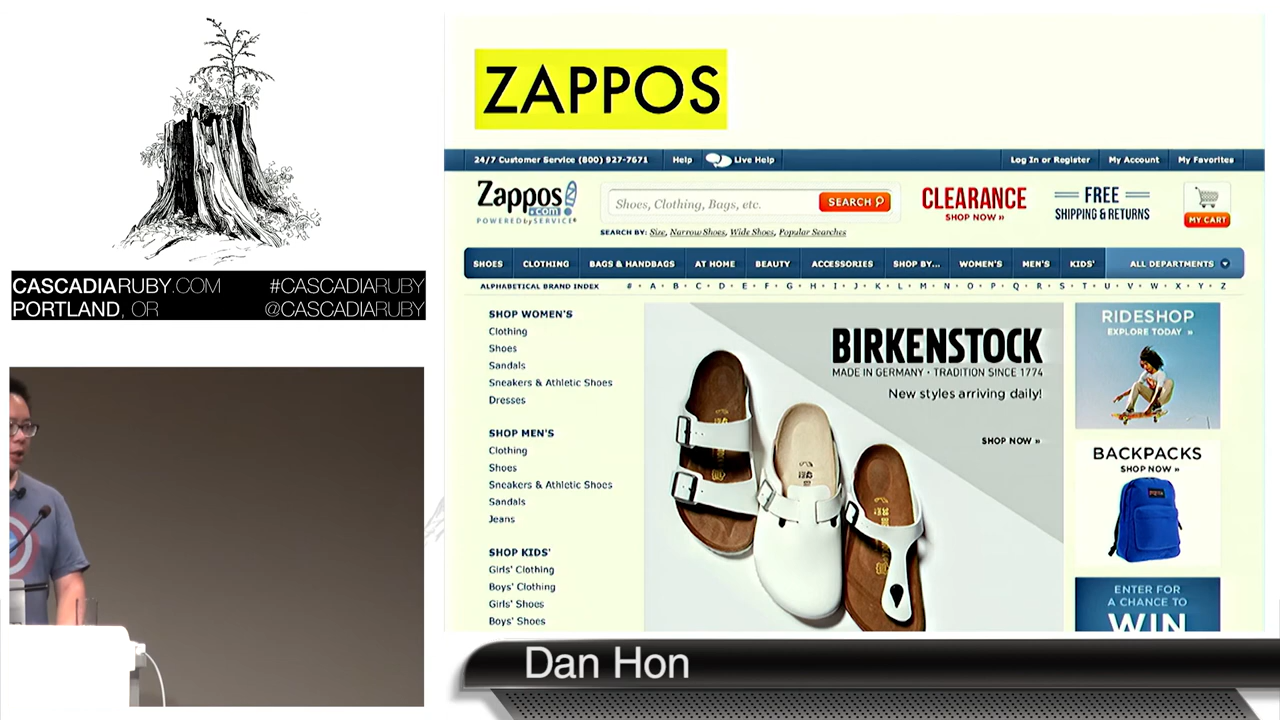 CASCADIARUBY.COM #CASCADIARUBY
PORTLAND, OR @CASCADIARUBY
ZAPPOS
24/7 Customer Service (800) 927-7671 Help Live Help Log In or Register My Account My Favorites
Zappos!
.com
POWERED by SERVICE®
Shoes, Clothing, Bags, etc. SEARCH
CLEARANCE
SHOP NOW »
FREE
SHIPPING & RETURNS
MY CART
SEARCH BY: Size, Narrow Shoes, Wide Shoes, Popular Searches
SHOES CLOTHING BAGS & HANDBAGS AT HOME BEAUTY ACCESSORIES SHOP BY... WOMEN'S MEN'S KIDS' ALL DEPARTMENTS
ALPHABETICAL BRAND INDEX # • A • B • C • D • E • F • G • H • I • J • K • L • M • N • O • P • Q • R • S • T • U • V • W • X • Y • Z
SHOP WOMEN'S
Clothing
Shoes
Sandals
Sneakers & Athletic Shoes
Dresses
SHOP MEN'S
Clothing
Shoes
Sneakers & Athletic Shoes
Sandals
Jeans
SHOP KIDS'
Girls' Clothing
Boys' Clothing
Girls' Shoes
Boys' Shoes
BIRKENSTOCK
MADE IN GERMANY • TRADITION SINCE 1774
New styles arriving daily!
SHOP NOW »
RIDESHOP
EXPLORE TODAY »
BACKPACKS
SHOP NOW »
ENTER FOR
A CHANCE TO
WIN
Dan Hon